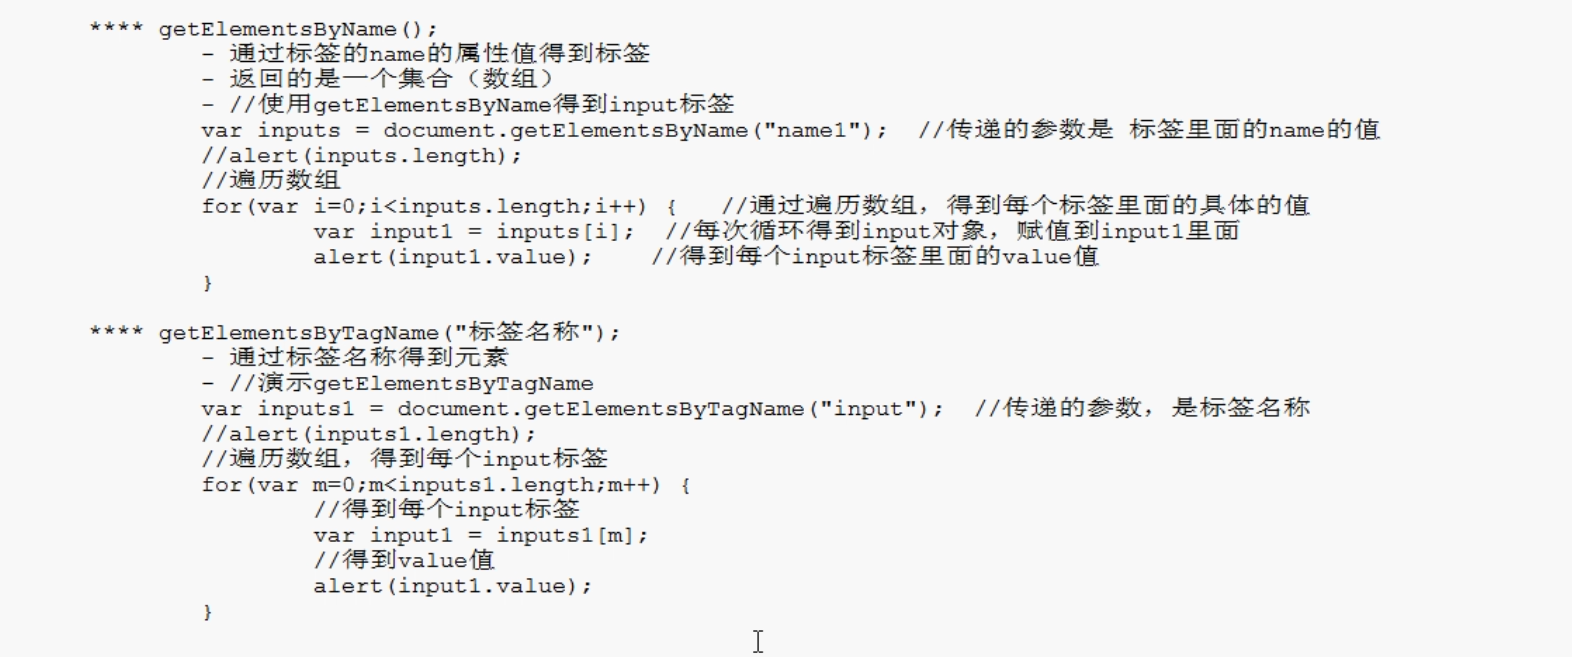 **** getElementsByName();
- 通过标签的name的属性值得到标签
- 返回的是一个集合（数组）
- //使用getElementsByName得到input标签
var inputs = document.getElementsByName("name1");  //传递的参数是 标签里面的name的值
//alert(inputs.length);
//遍历数组
for(var i=0;i<inputs.length;i++) {   //通过遍历数组，得到每个标签里面的具体的值
var input1 = inputs[i];  //每次循环得到input对象，赋值到input1里面
alert(input1.value);    //得到每个input标签里面的value值
}
**** getElementsByTagName("标签名称");
- 通过标签名称得到元素
- //演示getElementsByTagName
var inputs1 = document.getElementsByTagName("input");  //传递的参数，是标签名称
//alert(inputs1.length);
//遍历数组，得到每个input标签
for(var m=0;m<inputs1.length;m++) {
//得到每个input标签
var input1 = inputs1[m];
//得到value值
alert(input1.value);
}